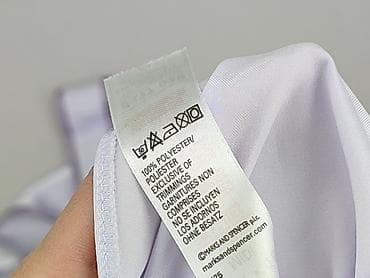 100% POLYESTER/
POLIESTER
EXCLUSIVE OF
TRIMMINGS
GARNITURES NON
COMPRISES
NO SE INCLUYEN
LOS ADORNOS
OHNE BESATZ
©MARKS AND SPENCER p.l.c.
marksandspencer.com